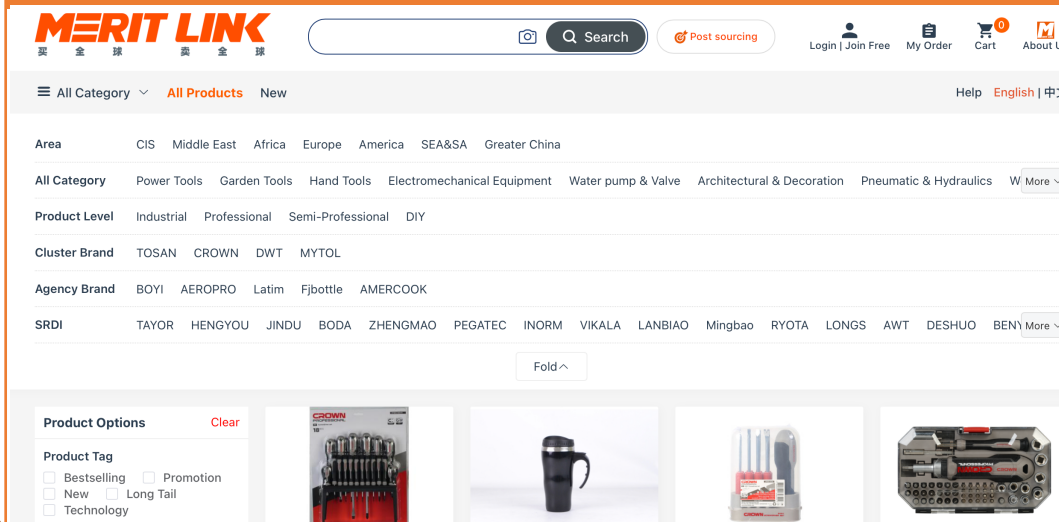 MERIT LINK
买 全 球 卖 全 球
Search
Post sourcing
Login | Join Free
My Order
0
Cart
About U
All Category
All Products
New
Help
English | 中文
Area CIS Middle East Africa Europe America SEA&SA Greater China
All Category Power Tools Garden Tools Hand Tools Electromechanical Equipment Water pump & Valve Architectural & Decoration Pneumatic & Hydraulics W More
Product Level Industrial Professional Semi-Professional DIY
Cluster Brand TOSAN CROWN DWT MYTOL
Agency Brand BOYI AEROPRO Latim Fjbottle AMERCOOK
SRDI TAYOR HENGYOU JINDU BODA ZHENGMAO PEGATEC INORM VIKALA LANBIAO Mingbao RYOTA LONGS AWT DESHUO BENY More
Fold
Product Options Clear
Product Tag
Bestselling Promotion
New Long Tail
Technology
CROWN
PROFESSIONAL
CROWN